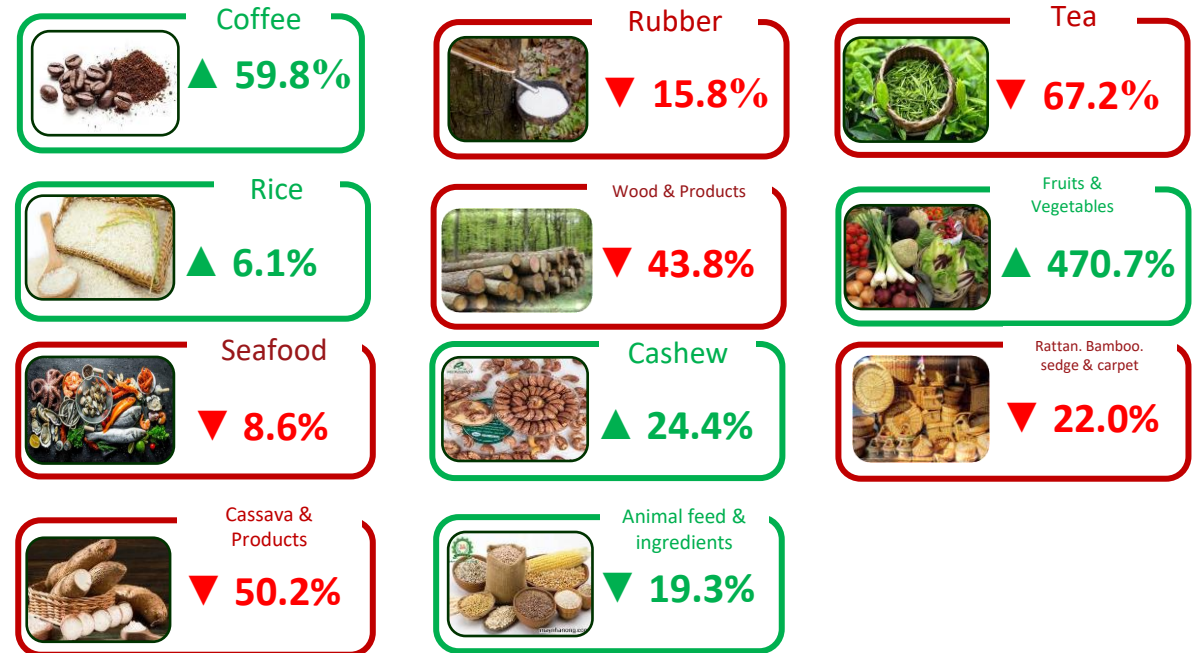 Coffee
▲ 59.8%
Rubber
▼ 15.8%
Tea
▼ 67.2%
Rice
▲ 6.1%
Wood & Products
▼ 43.8%
Fruits &
Vegetables
▲ 470.7%
Seafood
▼ 8.6%
Cashew
▲ 24.4%
Rattan. Bamboo.
sedge & carpet
▼ 22.0%
Cassava &
Products
▼ 50.2%
Animal feed &
ingredients
▼ 19.3%